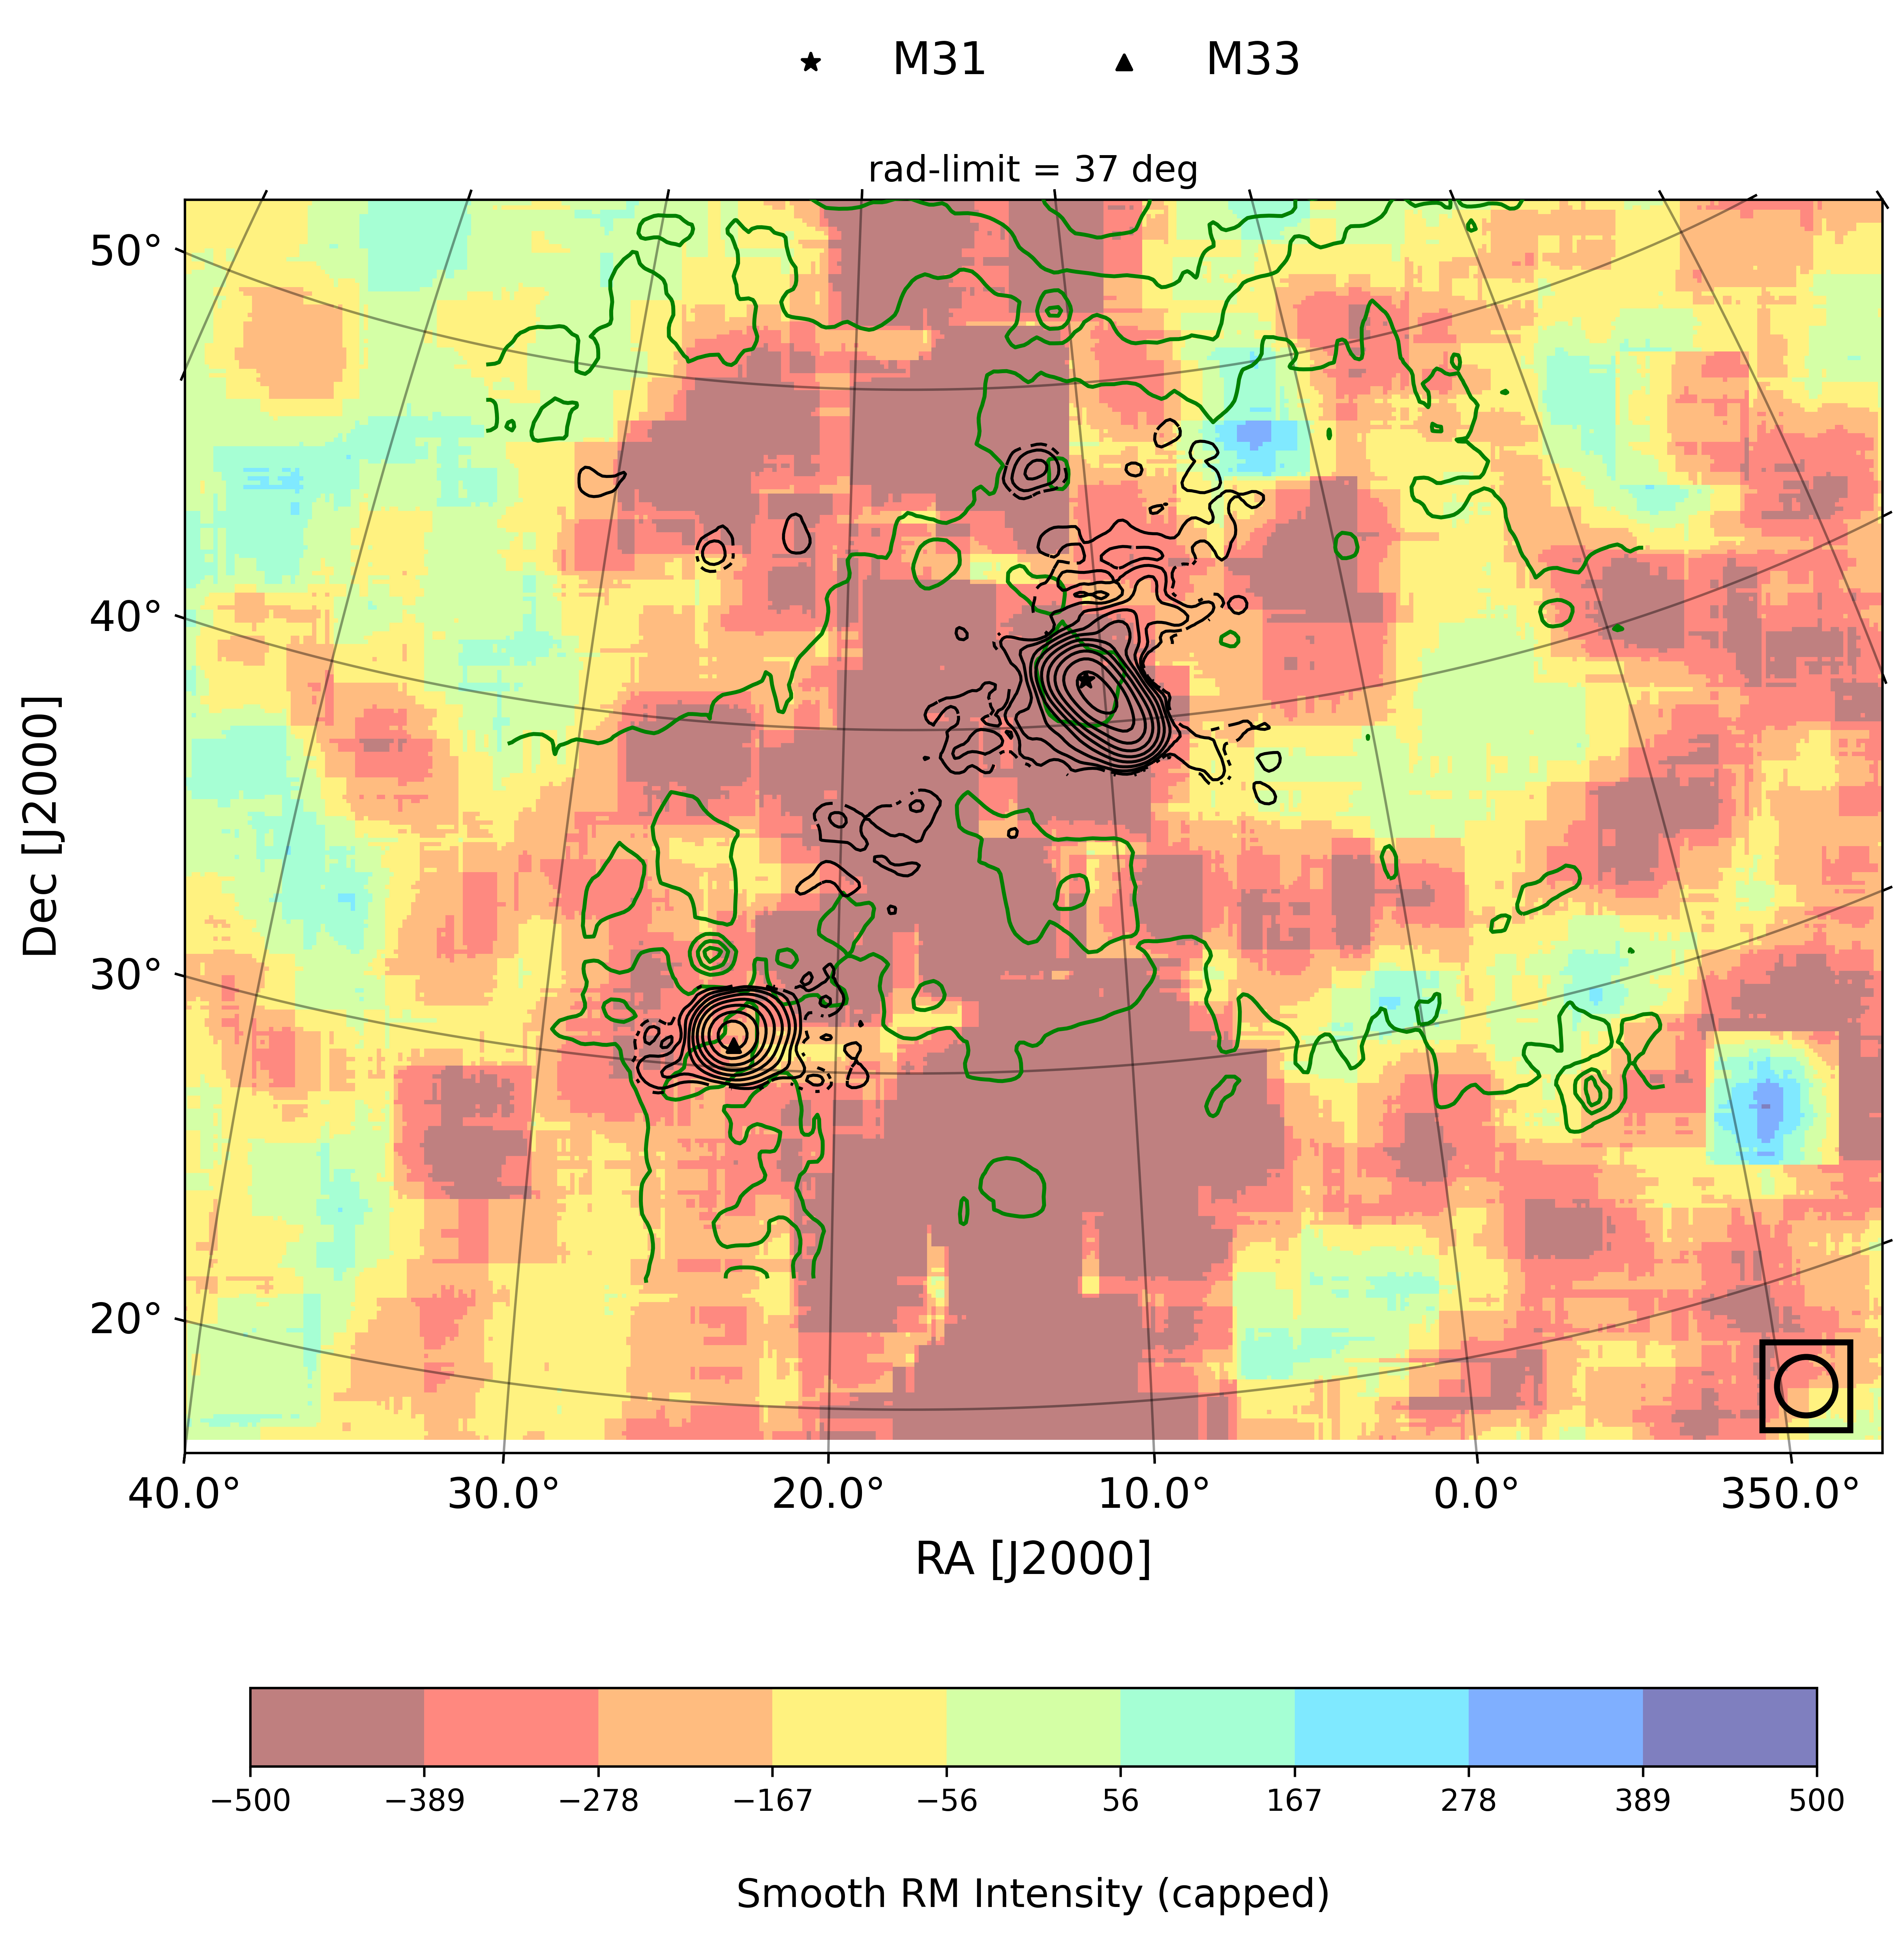 M31 M33
rad-limit = 37 deg
50°
40°
30°
20°
Dec [J2000]
40.0° 30.0° 20.0° 10.0° 0.0° 350.0°
RA [J2000]
−500 −389 −278 −167 −56 56 167 278 389 500
Smooth RM Intensity (capped)